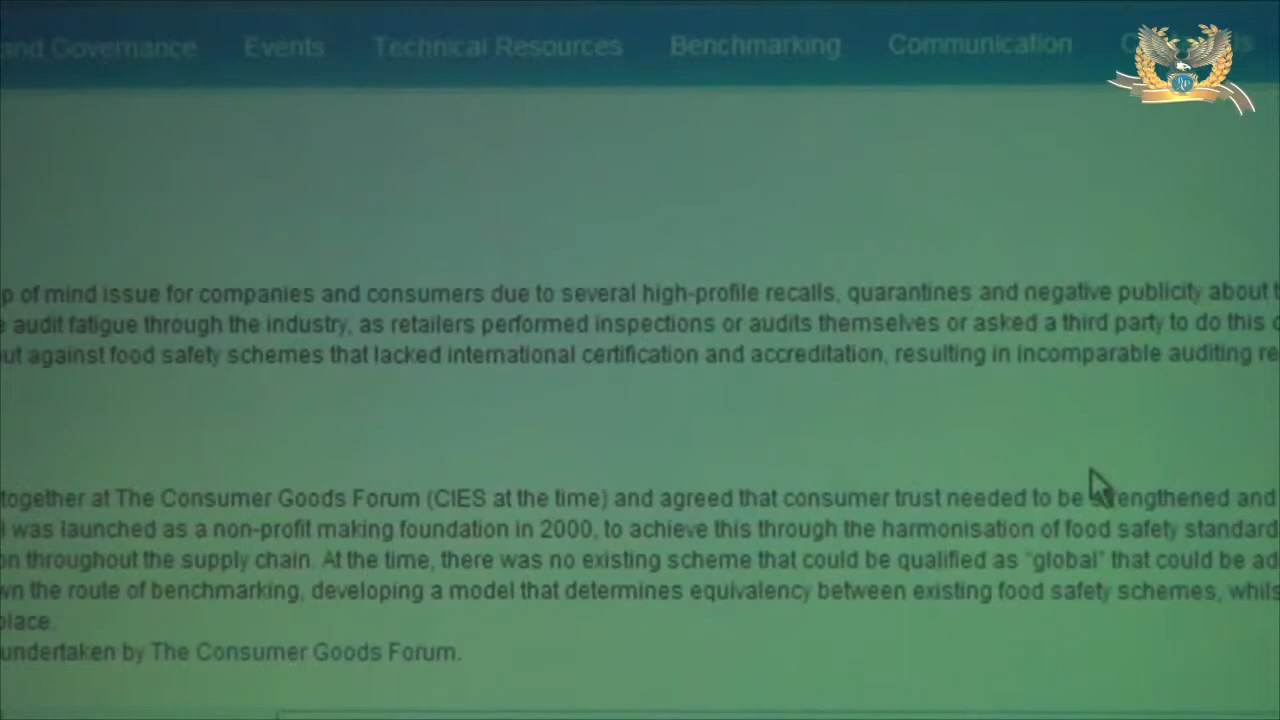 and Governance Events Technical Resources Benchmarking Communication
p of mind issue for companies and consumers due to several high-profile recalls, quarantines and negative publicity about
audit fatigue through the industry, as retailers performed inspections or audits themselves or asked a third party to do this
ut against food safety schemes that lacked international certification and accreditation, resulting in incomparable auditing re
together at The Consumer Goods Forum (CIES at the time) and agreed that consumer trust needed to be strengthened and
was launched as a non-profit making foundation in 2000, to achieve this through the harmonisation of food safety standard
on throughout the supply chain. At the time, there was no existing scheme that could be qualified as "global" that could be ad
wn the route of benchmarking, developing a model that determines equivalency between existing food safety schemes, whils
place.
undertaken by The Consumer Goods Forum.